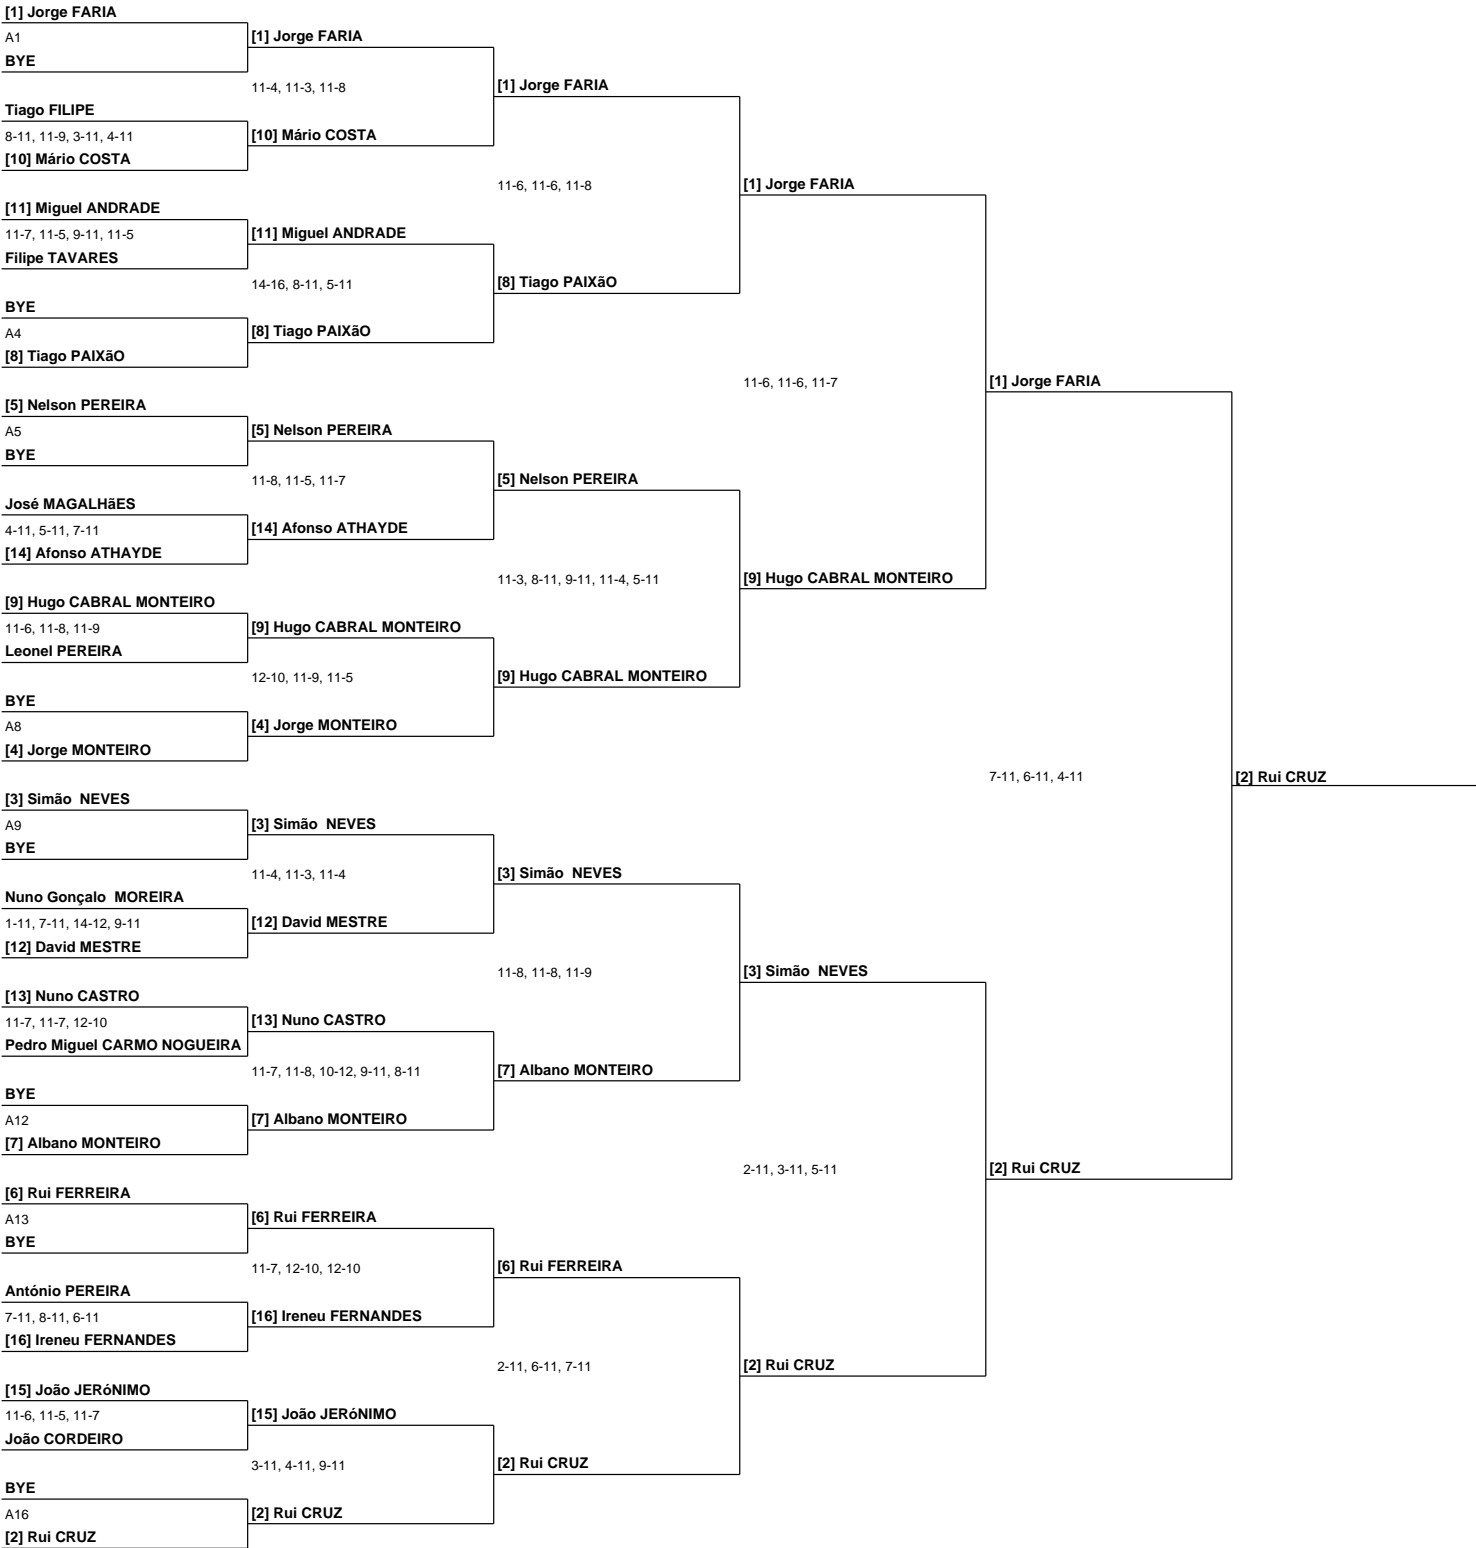 [1] Jorge FARIA
A1
BYE
[1] Jorge FARIA
11-4, 11-3, 11-8
[1] Jorge FARIA
Tiago FILIPE
8-11, 11-9, 3-11, 4-11
[10] Mário COSTA
[10] Mário COSTA
11-6, 11-6, 11-8
[1] Jorge FARIA
[11] Miguel ANDRADE
11-7, 11-5, 9-11, 11-5
Filipe TAVARES
[11] Miguel ANDRADE
14-16, 8-11, 5-11
[8] Tiago PAIXãO
BYE
A4
[8] Tiago PAIXãO
[8] Tiago PAIXãO
11-6, 11-6, 11-7
[1] Jorge FARIA
[5] Nelson PEREIRA
A5
BYE
[5] Nelson PEREIRA
11-8, 11-5, 11-7
[5] Nelson PEREIRA
José MAGALHãES
4-11, 5-11, 7-11
[14] Afonso ATHAYDE
[14] Afonso ATHAYDE
11-3, 8-11, 9-11, 11-4, 5-11
[9] Hugo CABRAL MONTEIRO
[9] Hugo CABRAL MONTEIRO
11-6, 11-8, 11-9
Leonel PEREIRA
[9] Hugo CABRAL MONTEIRO
12-10, 11-9, 11-5
[9] Hugo CABRAL MONTEIRO
BYE
A8
[4] Jorge MONTEIRO
[4] Jorge MONTEIRO
7-11, 6-11, 4-11
[2] Rui CRUZ
[3] Simão  NEVES
A9
BYE
[3] Simão  NEVES
11-4, 11-3, 11-4
[3] Simão  NEVES
Nuno Gonçalo  MOREIRA
1-11, 7-11, 14-12, 9-11
[12] David MESTRE
[12] David MESTRE
11-8, 11-8, 11-9
[3] Simão  NEVES
[13] Nuno CASTRO
11-7, 11-7, 12-10
Pedro Miguel CARMO NOGUEIRA
[13] Nuno CASTRO
11-7, 11-8, 10-12, 9-11, 8-11
[7] Albano MONTEIRO
BYE
A12
[7] Albano MONTEIRO
[7] Albano MONTEIRO
2-11, 3-11, 5-11
[2] Rui CRUZ
[6] Rui FERREIRA
A13
BYE
[6] Rui FERREIRA
11-7, 12-10, 12-10
[6] Rui FERREIRA
António PEREIRA
7-11, 8-11, 6-11
[16] Ireneu FERNANDES
[16] Ireneu FERNANDES
2-11, 6-11, 7-11
[2] Rui CRUZ
[15] João JERóNIMO
11-6, 11-5, 11-7
João CORDEIRO
[15] João JERóNIMO
3-11, 4-11, 9-11
[2] Rui CRUZ
BYE
A16
[2] Rui CRUZ
[2] Rui CRUZ